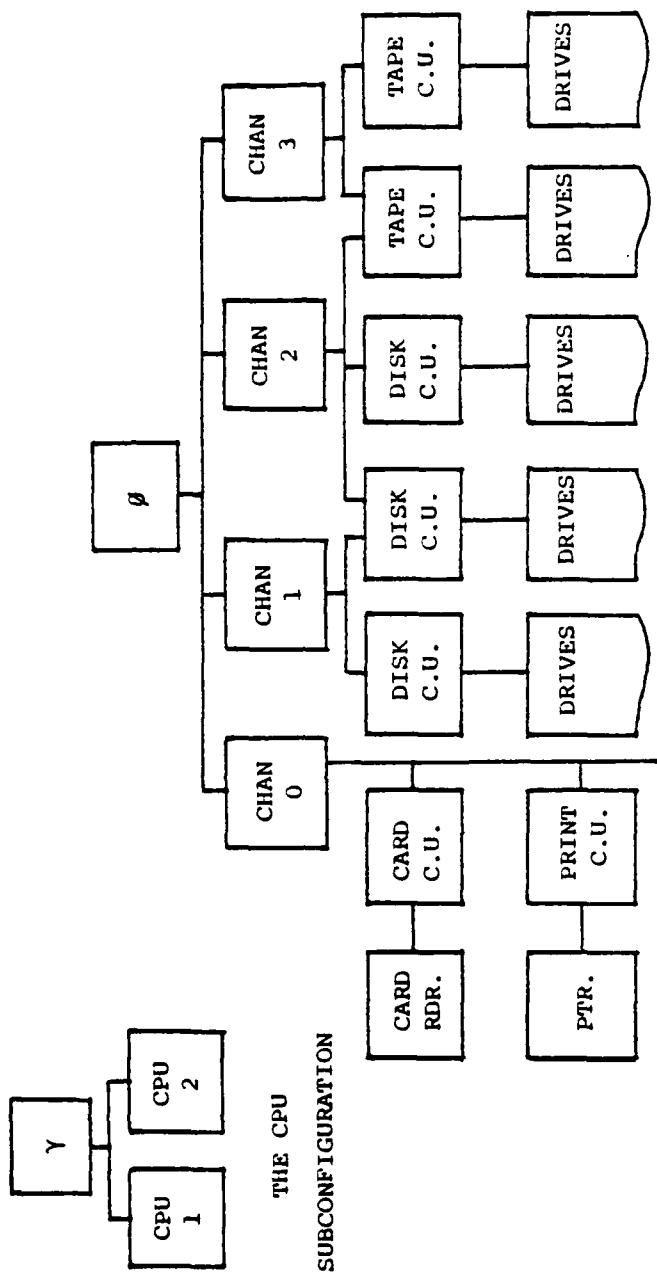 γ
CPU
1
CPU
2
THE CPU
SUBCONFIGURATION
ø
CHAN
0
CHAN
1
CHAN
2
CHAN
3
CARD
RDR.
CARD
C.U.
DISK
C.U.
DISK
C.U.
DISK
C.U.
TAPE
C.U.
TAPE
C.U.
PTR.
PRINT
C.U.
DRIVES
DRIVES
DRIVES
DRIVES
DRIVES